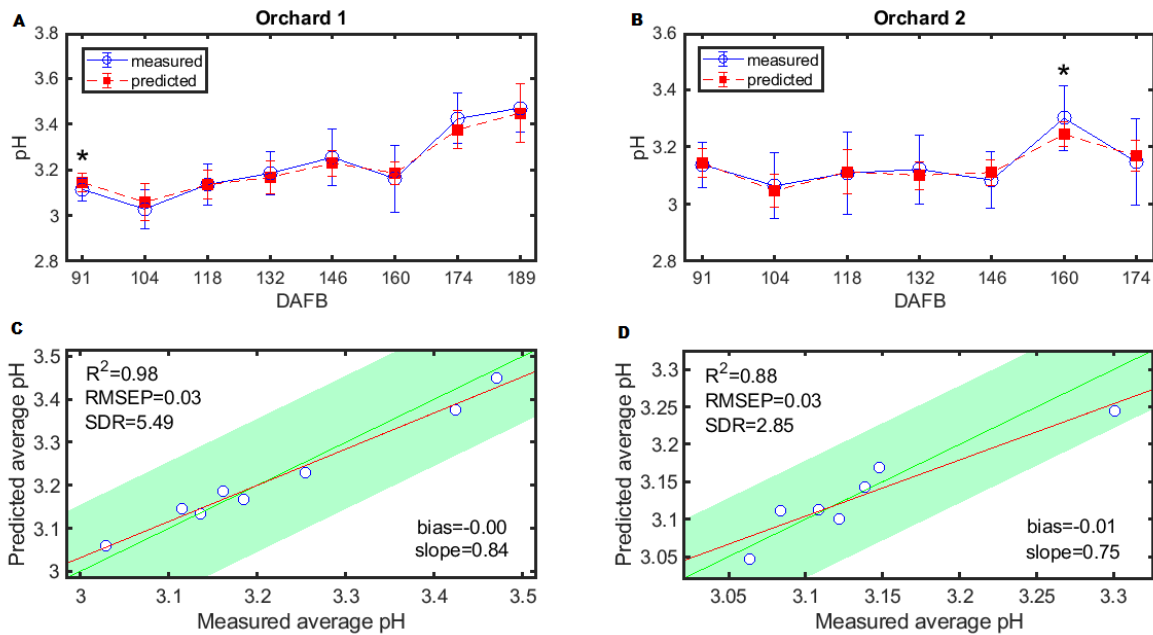 A
Orchard 1
3.8
3.6
3.4
3.2
3
2.8
pH
measured
predicted
*
91 104 118 132 146 160 174 189
DAFB
B
Orchard 2
3.6
3.4
3.2
3
2.8
pH
measured
predicted
*
91 104 118 132 146 160 174
DAFB
C
3.5
3.4
3.3
3.2
3.1
3
Predicted average pH
R²=0.98
RMSEP=0.03
SDR=5.49
bias=-0.00
slope=0.84
3 3.1 3.2 3.3 3.4 3.5
Measured average pH
D
3.3
3.25
3.2
3.15
3.1
3.05
Predicted average pH
R²=0.88
RMSEP=0.03
SDR=2.85
bias=-0.01
slope=0.75
3.05 3.1 3.15 3.2 3.25 3.3
Measured average pH